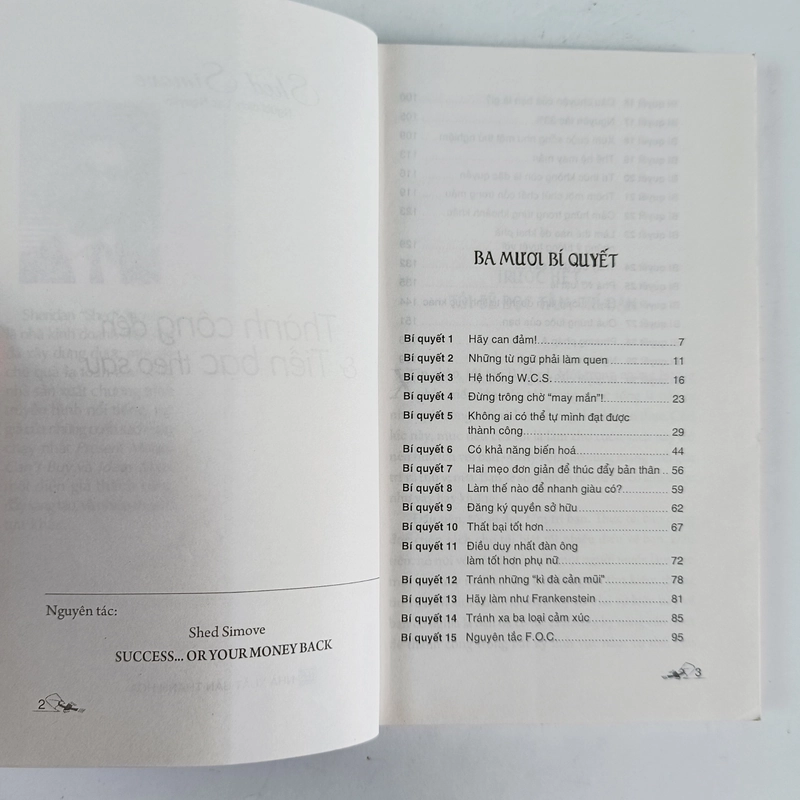 Nguyên tác:
Shed Simove
SUCCESS... OR YOUR MONEY BACK
2
BA MƯƠI BÍ QUYẾT
Bí quyết 1 Hãy can đảm! 7
Bí quyết 2 Những từ ngữ phải làm quen 11
Bí quyết 3 Hệ thống W.C.S. 16
Bí quyết 4 Đừng trông chờ “may mắn”! 23
Bí quyết 5 Không ai có thể tự mình đạt được
thành công 29
Bí quyết 6 Có khả năng biến hoá 44
Bí quyết 7 Hai mẹo đơn giản để thúc đẩy bản thân 56
Bí quyết 8 Làm thế nào để nhanh giàu có? 59
Bí quyết 9 Đăng ký quyền sở hữu 62
Bí quyết 10 Thất bại tốt hơn 67
Bí quyết 11 Điều duy nhất đàn ông
làm tốt hơn phụ nữ 72
Bí quyết 12 Tránh những “kì đà cản mũi” 78
Bí quyết 13 Hãy làm như Frankenstein 81
Bí quyết 14 Tránh xa ba loại cảm xúc 85
Bí quyết 15 Nguyên tắc F.O.C. 95
3